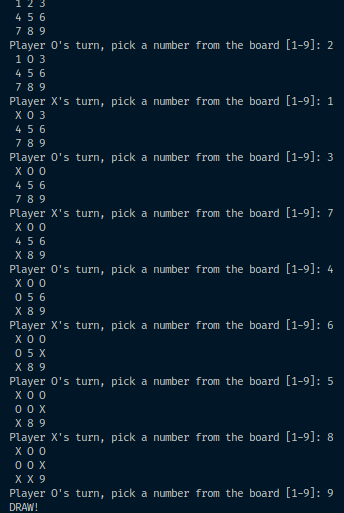 1 2 3
4 5 6
7 8 9
Player O's turn, pick a number from the board [1-9]: 2
1 O 3
4 5 6
7 8 9
Player X's turn, pick a number from the board [1-9]: 1
X O 3
4 5 6
7 8 9
Player O's turn, pick a number from the board [1-9]: 3
X O O
4 5 6
7 8 9
Player X's turn, pick a number from the board [1-9]: 7
X O O
4 5 6
X 8 9
Player O's turn, pick a number from the board [1-9]: 4
X O O
O 5 6
X 8 9
Player X's turn, pick a number from the board [1-9]: 6
X O O
O 5 X
X 8 9
Player O's turn, pick a number from the board [1-9]: 5
X O O
O O X
X 8 9
Player X's turn, pick a number from the board [1-9]: 8
X O O
O O X
X X 9
Player O's turn, pick a number from the board [1-9]: 9
DRAW!